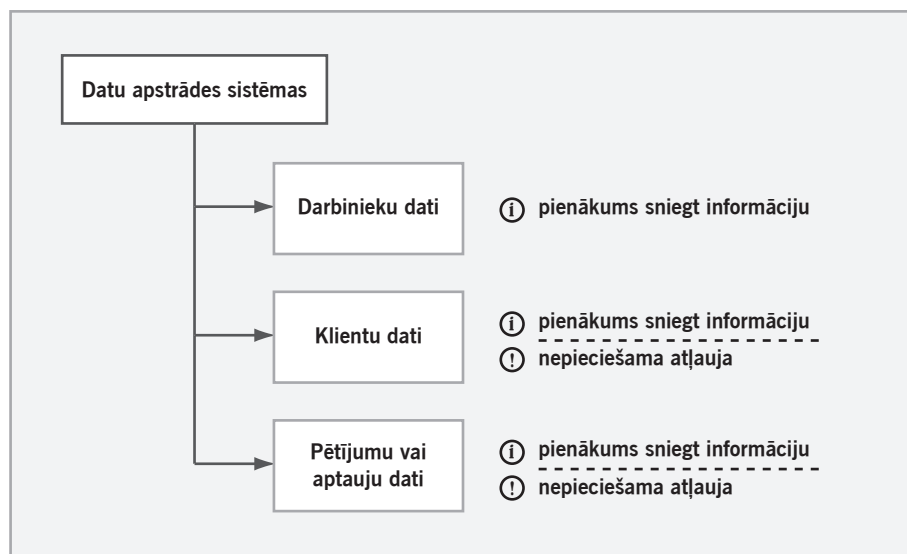 Datu apstrādes sistēmas
Darbinieku dati
pienākums sniegt informāciju
Klientu dati
pienākums sniegt informāciju
nepieciešama atļauja
Pētījumu vai
aptauju dati
pienākums sniegt informāciju
nepieciešama atļauja